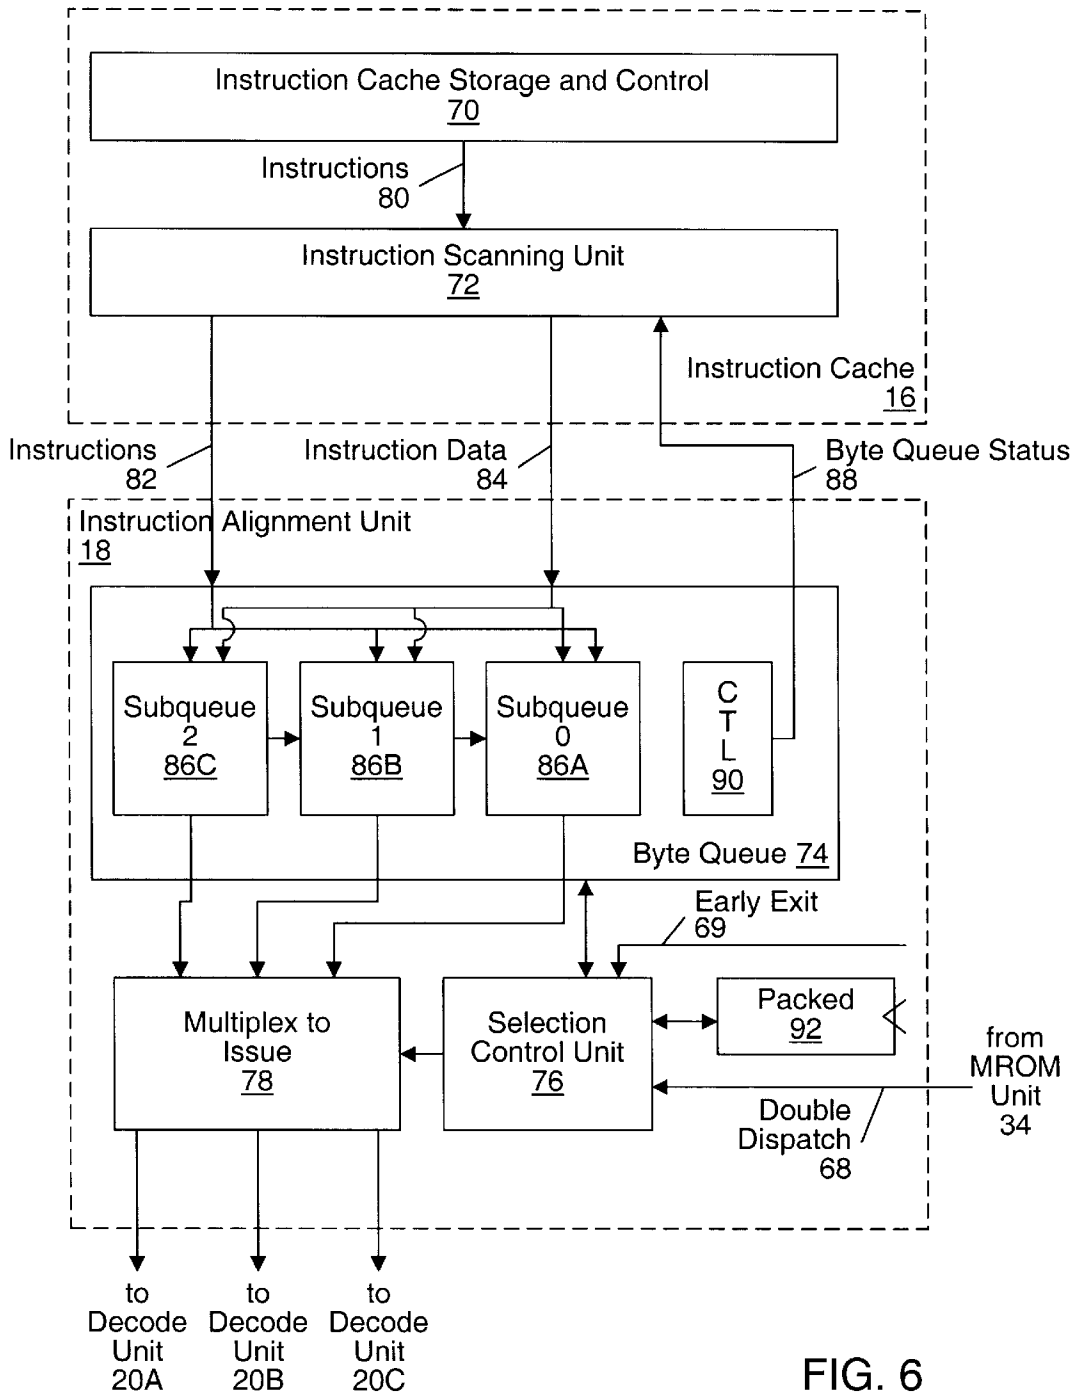 Instruction Cache Storage and Control
70
Instructions
80
Instruction Scanning Unit
72
Instruction Cache
16
Instructions
82
Instruction Data
84
Byte Queue Status
88
Instruction Alignment Unit
18
Subqueue
2
86C
Subqueue
1
86B
Subqueue
0
86A
C
T
L
90
Byte Queue 74
Early Exit
69
Multiplex to
Issue
78
Selection
Control Unit
76
Packed
92
from
MROM
Unit
34
Double
Dispatch
68
to
Decode
Unit
20A
to
Decode
Unit
20B
to
Decode
Unit
20C
FIG. 6